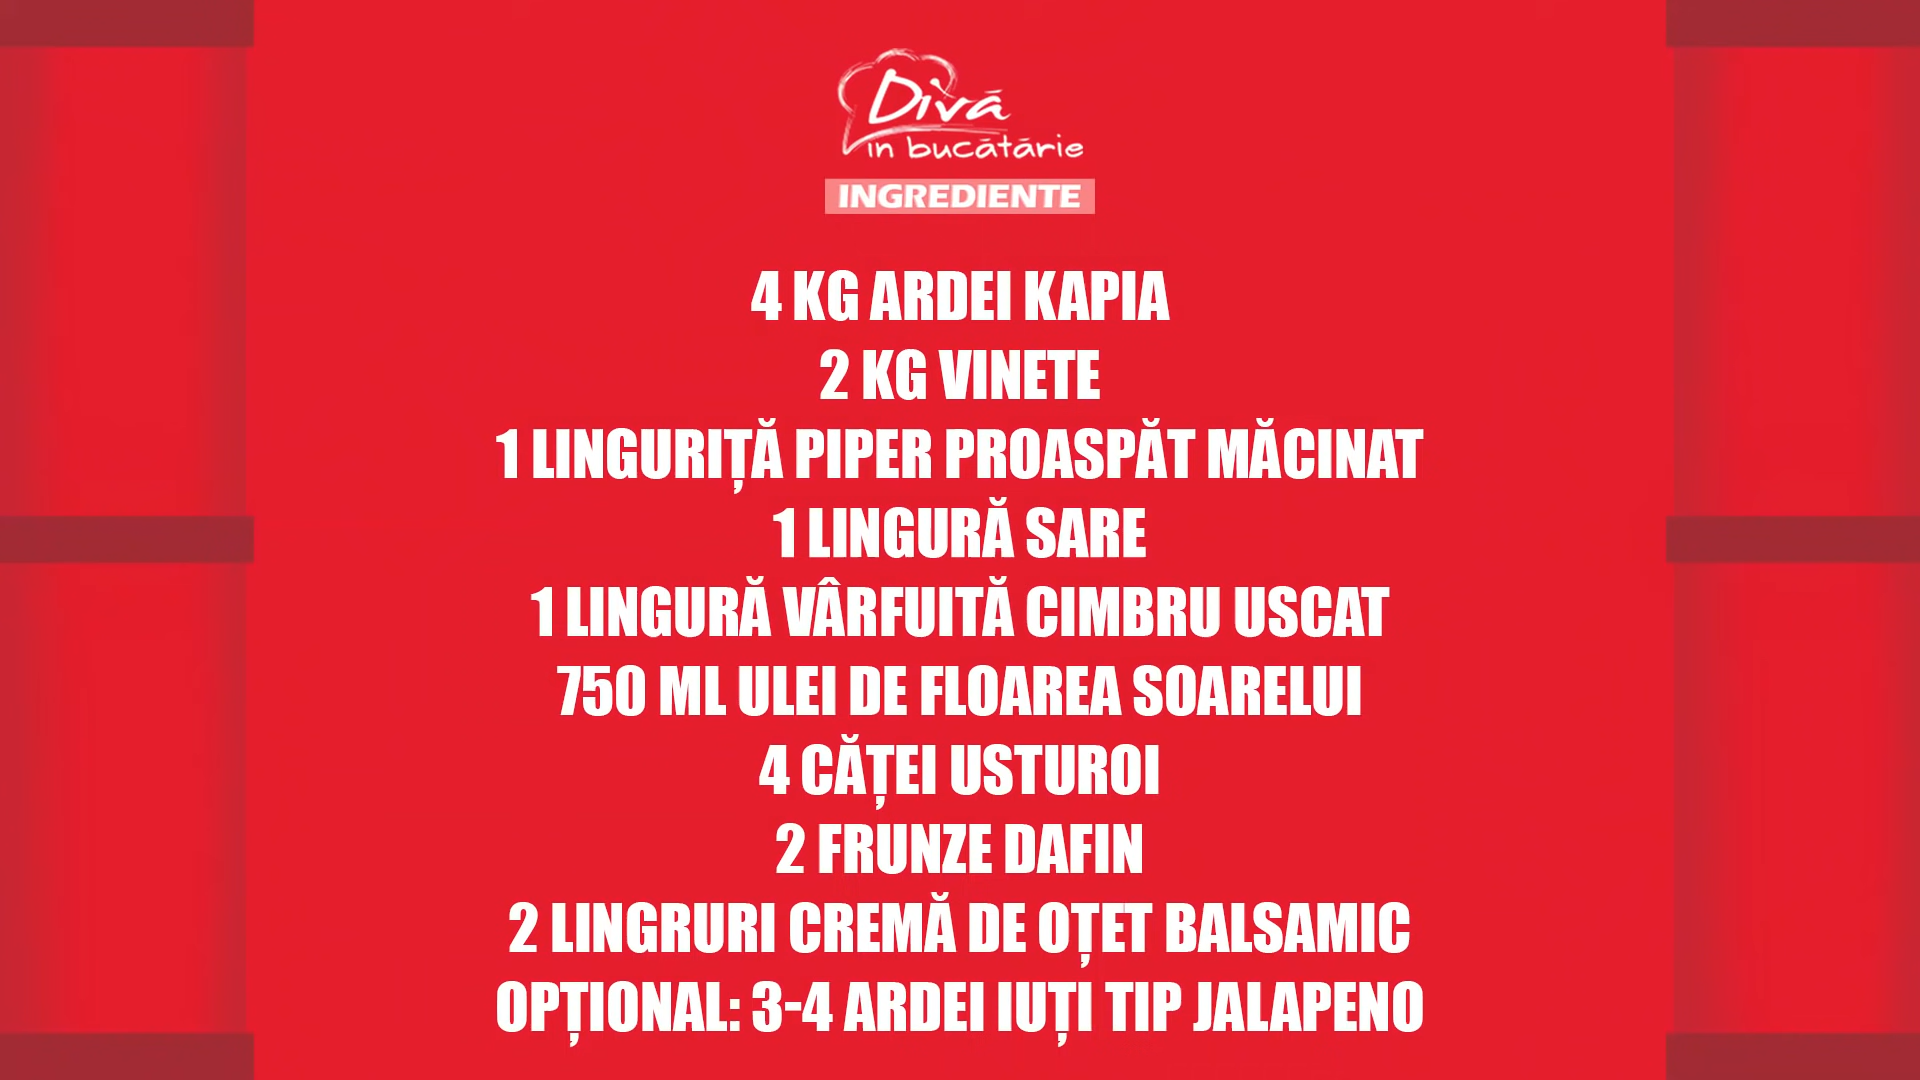 Divă
în bucătărie
INGREDIENTE
4 KG ARDEI KAPIA
2 KG VINETE
1 LINGURIȚĂ PIPER PROASPĂT MĂCINAT
1 LINGURĂ SARE
1 LINGURĂ VÂRFUITĂ CIMBRU USCAT
750 ML ULEI DE FLOAREA SOARELUI
4 CĂȚEI USTUROI
2 FRUNZE DAFIN
2 LINGRURI CREMĂ DE OȚET BALSAMIC
OPȚIONAL: 3-4 ARDEI IUȚI TIP JALAPENO